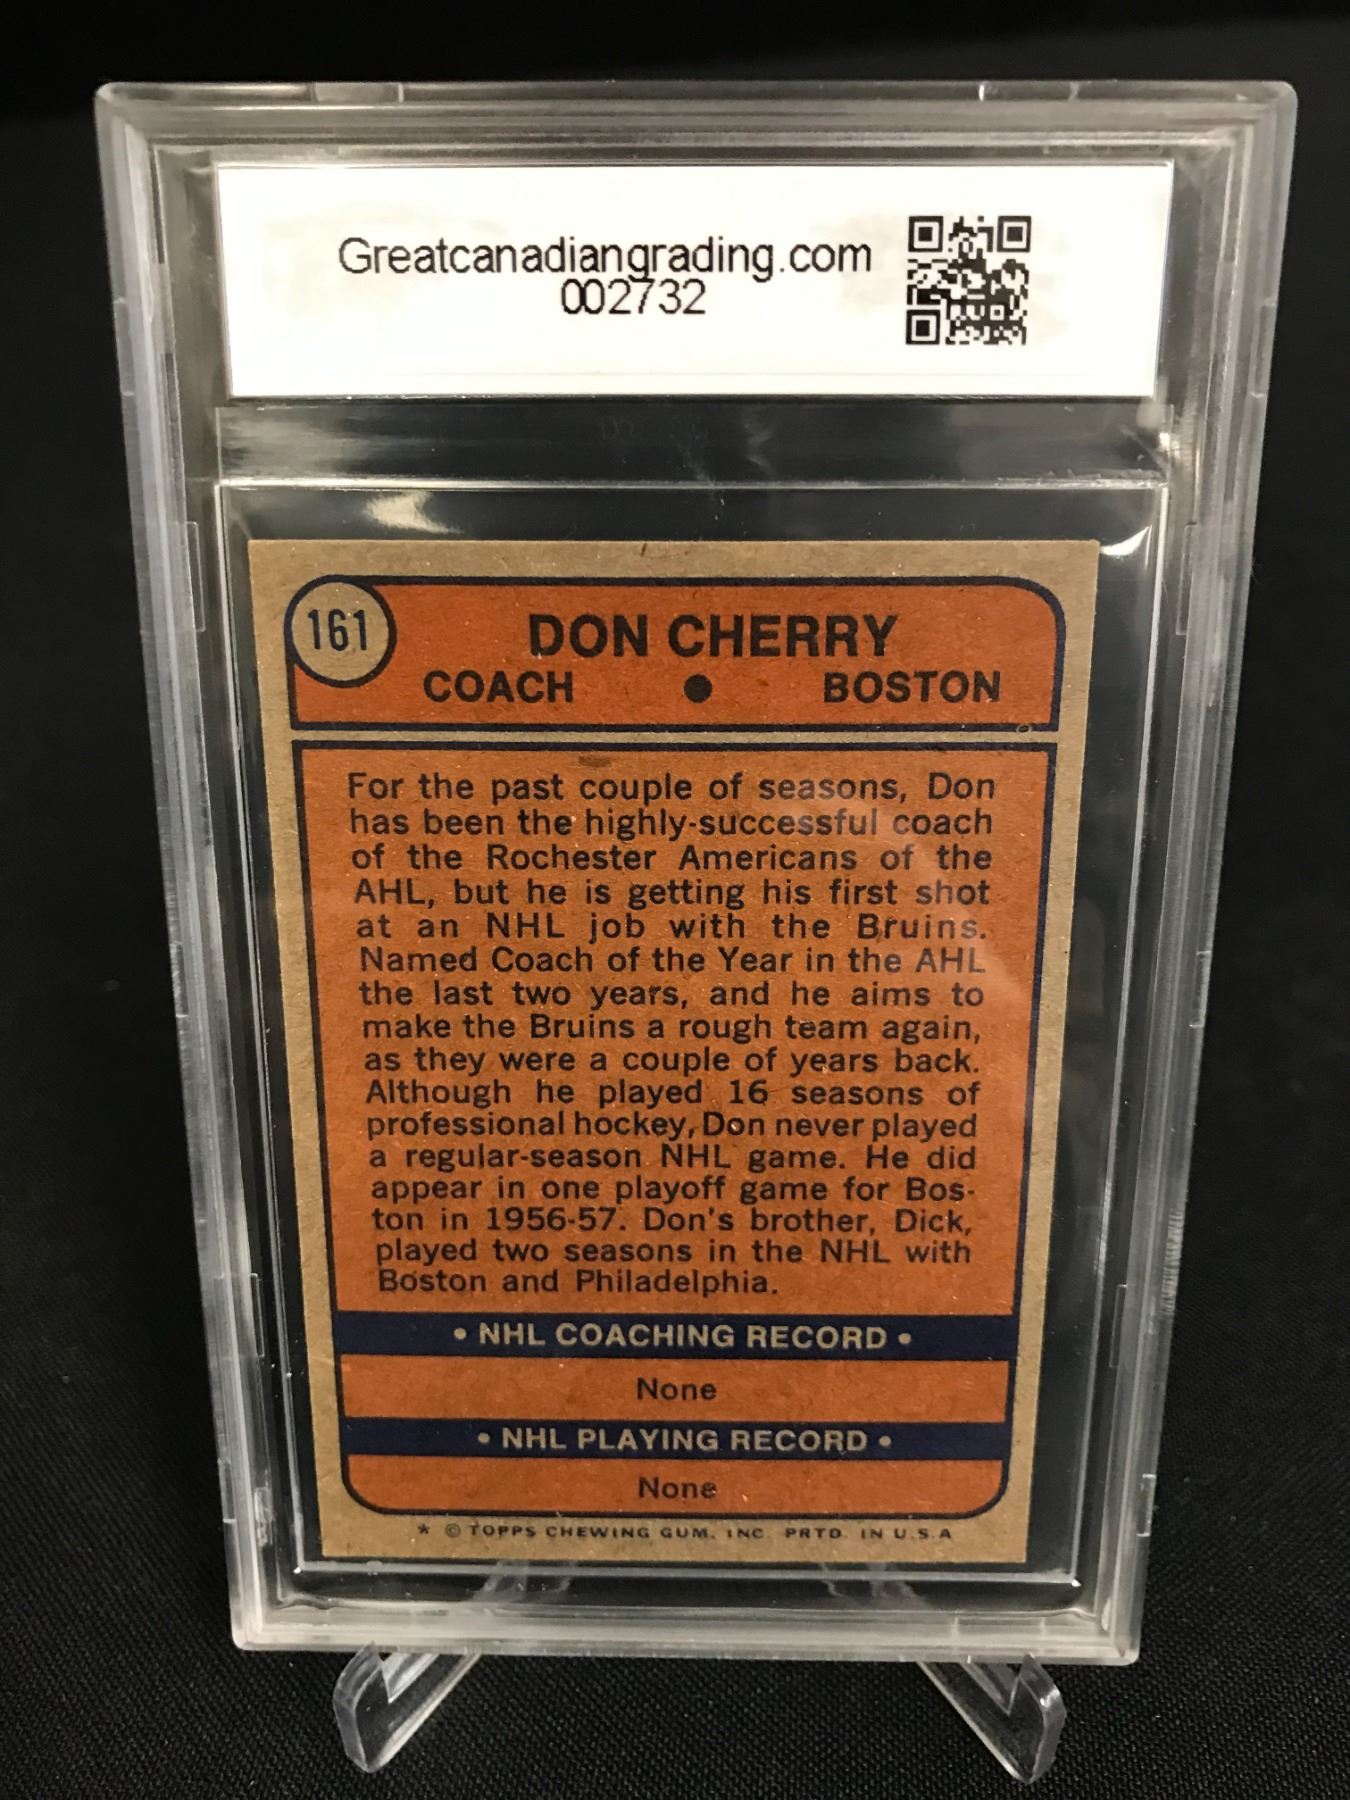 Greatcanadiangrading.com
002732
161
DON CHERRY
COACH ● BOSTON
For the past couple of seasons, Don
has been the highly-successful coach
of the Rochester Americans of the
AHL, but he is getting his first shot
at an NHL job with the Bruins.
Named Coach of the Year in the AHL
the last two years, and he aims to
make the Bruins a rough team again,
as they were a couple of years back.
Although he played 16 seasons of
professional hockey, Don never played
a regular-season NHL game. He did
appear in one playoff game for Bos-
ton in 1956-57. Don's brother, Dick,
played two seasons in the NHL with
Boston and Philadelphia.
• NHL COACHING RECORD •
None
• NHL PLAYING RECORD •
None
* © TOPPS CHEWING GUM, INC. PRTD. IN U.S.A